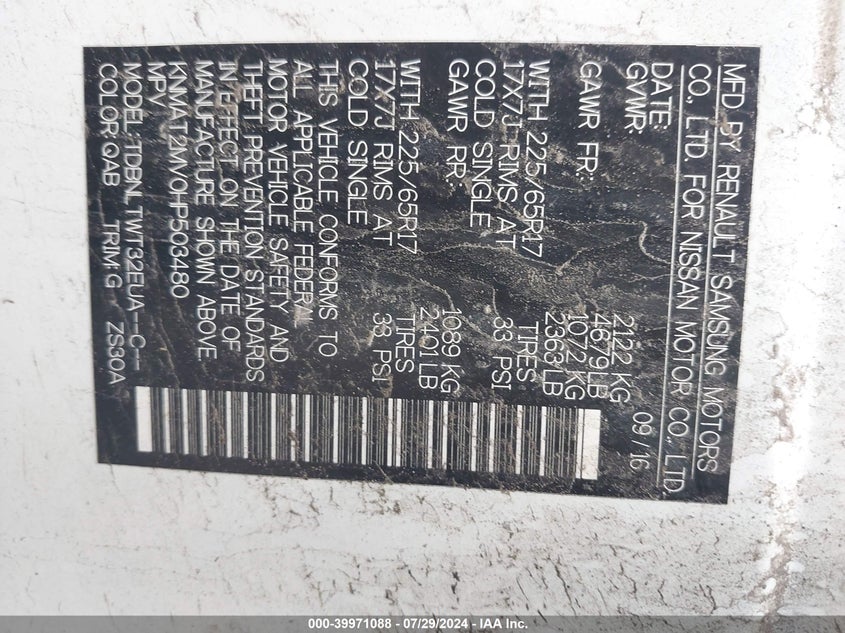 MFD BY RENAULT SAMSUNG MOTORS
CO., LTD. FOR NISSAN MOTOR CO., LTD.
DATE: 09/16
GVWR: 2122 KG
4679 LB
GAWR FR: 1072 KG
2363 LB
WITH 225/65R17 TIRES
17X7J RIMS AT 33 PSI
COLD SINGLE
GAWR RR: 1089 KG
2401 LB
WITH 225/65R17 TIRES
17X7J RIMS AT 33 PSI
COLD SINGLE
THIS VEHICLE CONFORMS TO
ALL APPLICABLE FEDERAL
MOTOR VEHICLE SAFETY AND
THEFT PREVENTION STANDARDS
IN EFFECT ON THE DATE OF
MANUFACTURE SHOWN ABOVE
KNMAT2MV0HP503480
MPV
MODEL: TDBNLTWT32EUA--C--
COLOR: QAB TRIM: G ZS30A
000-39971088 - 07/29/2024 - IAA Inc.